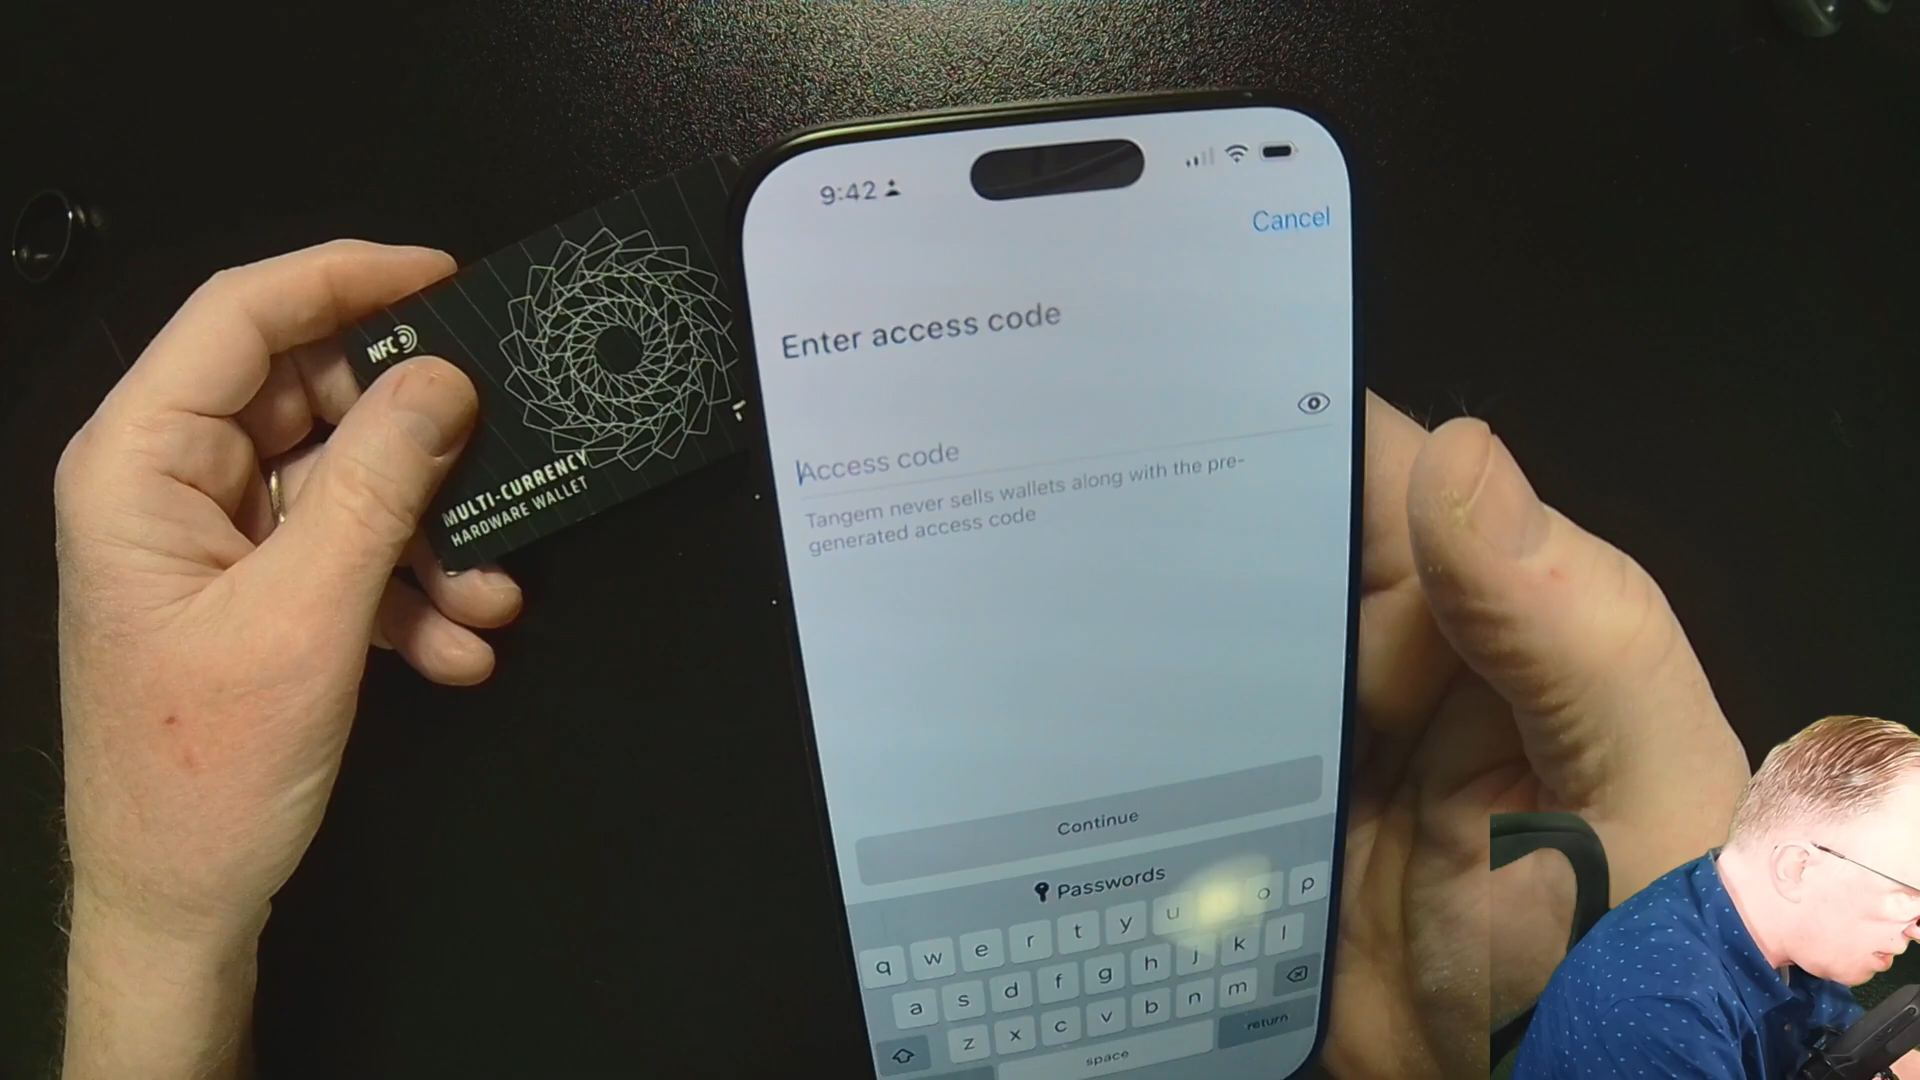 9:42
Cancel
Enter access code
Access code
Tangem never sells wallets along with the pre-
generated access code
Continue
Passwords
q w e r t y u o p
a s d f g h j k l
z x c v b n m
space
return
NFC
MULTI-CURRENCY
HARDWARE WALLET